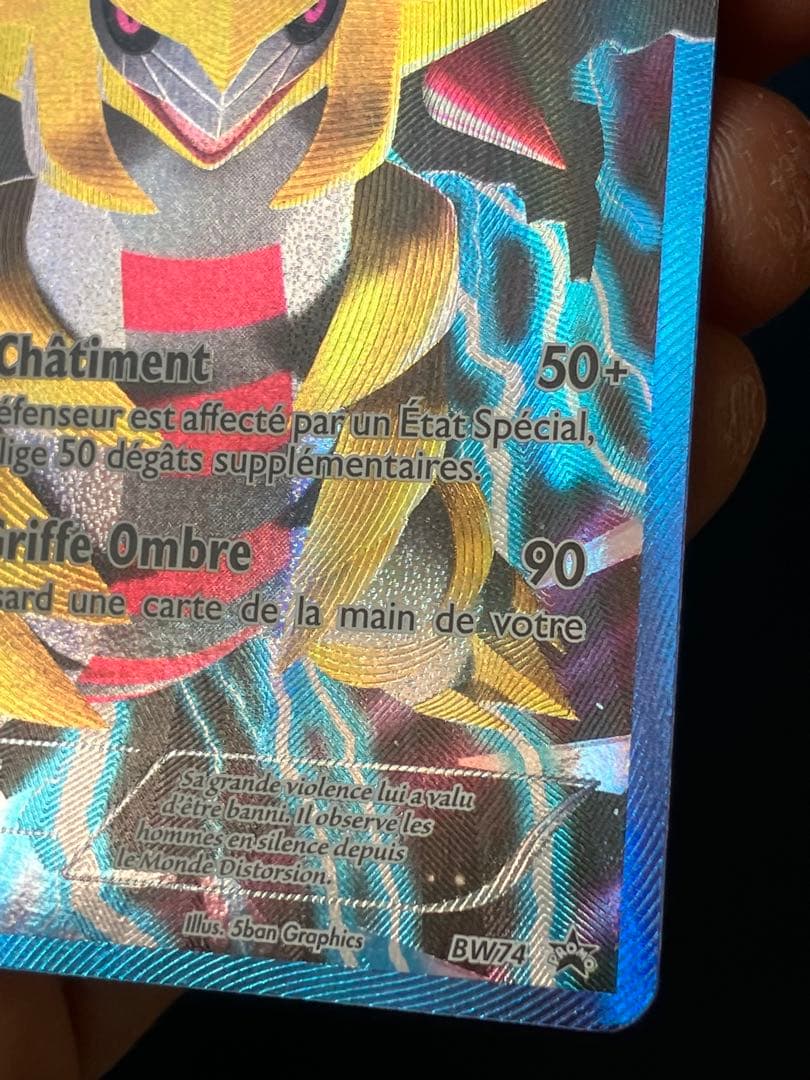 Châtiment 50+
éfenseur est affecté par un État Spécial,
lige 50 dégâts supplémentaires.
Griffe Ombre 90
sard une carte de la main de votre
Sa grande violence lui a valu
d'être banni. Il observe les
hommes en silence depuis
le Monde Distorsion.
Illus. 5ban Graphics BW74 PROMO